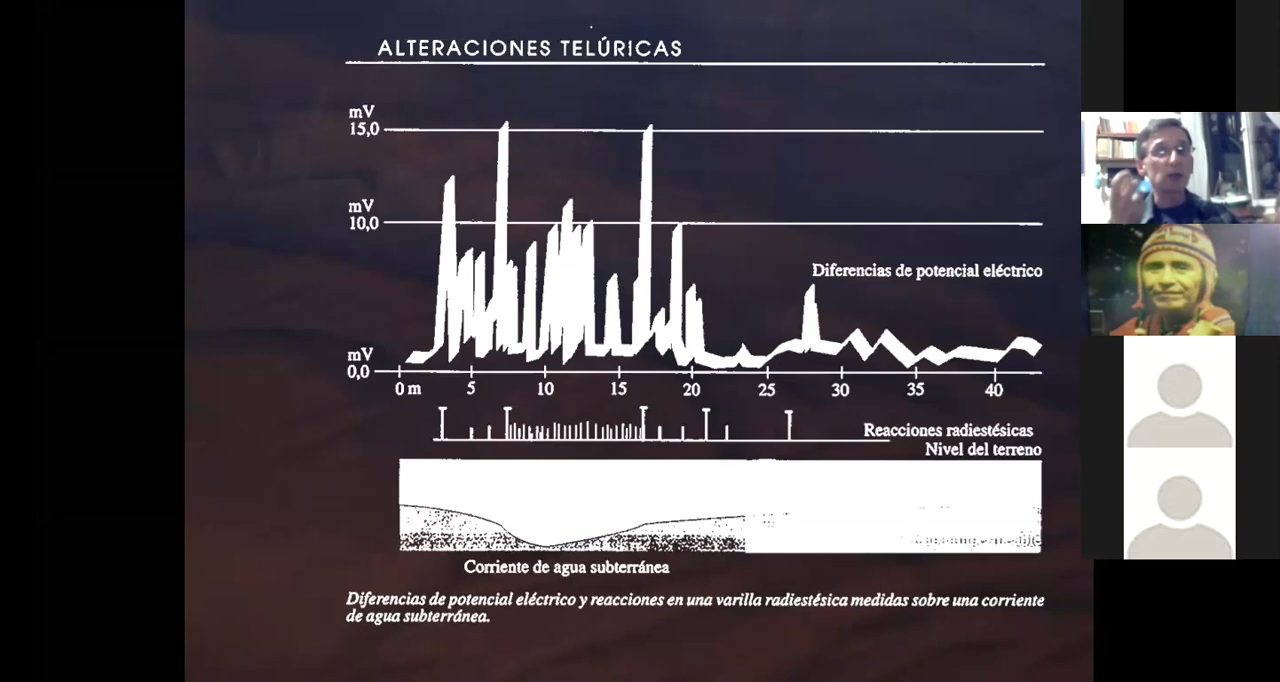 ALTERACIONES TELÚRICAS
mV
15,0
mV
10,0
Diferencias de potencial eléctrico
mV
0,0
0 m 5 10 15 20 25 30 35 40
Reacciones radiestésicas
Nivel del terreno
Corriente de agua subterránea
Diferencias de potencial eléctrico y reacciones en una varilla radiestésica medidas sobre una corriente
de agua subterránea.